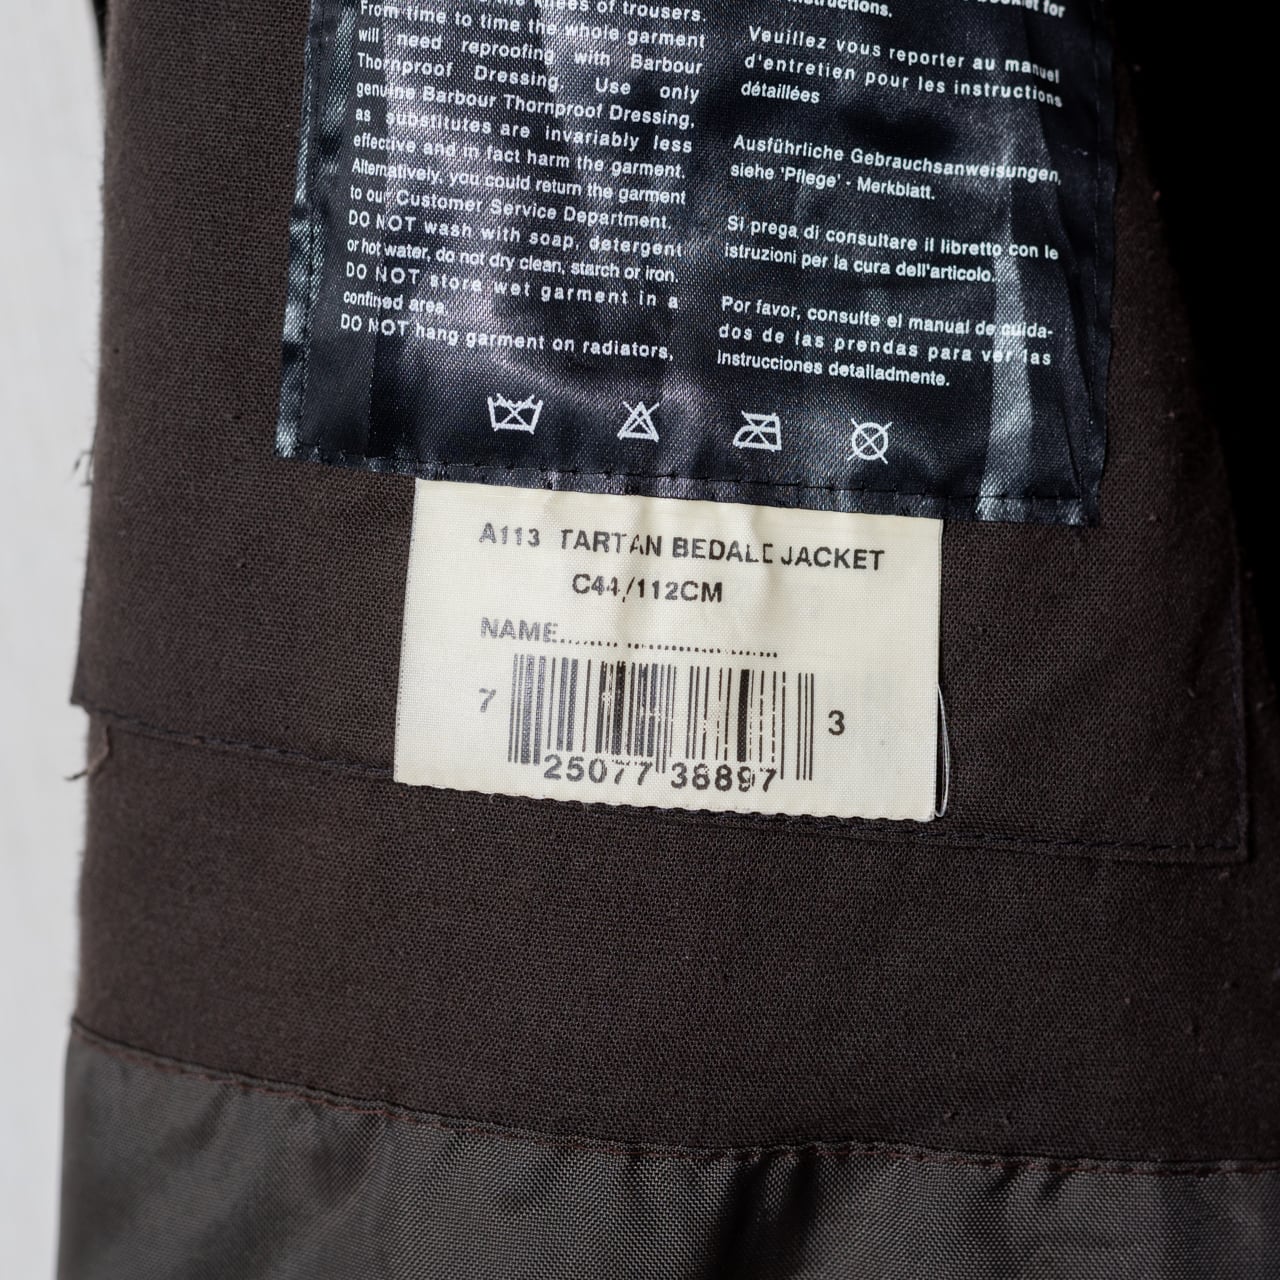 knees of trousers.
From time to time the whole garment
will need reproofing with Barbour
Thornproof Dressing. Use only
genuine Barbour Thornproof Dressing,
as substitutes are invariably less
effective and in fact harm the garment.
Alternatively, you could return the garment
to our Customer Service Department.
DO NOT wash with soap, detergent
or hot water, do not dry clean, starch or iron.
DO NOT store wet garment in a
confined area.
DO NOT hang garment on radiators,
booklet for
instructions.
Veuillez vous reporter au manuel
d'entretien pour les instructions
détaillées
Ausführliche Gebrauchsanweisungen,
siehe 'Pflege' - Merkblatt.
Si prega di consultare il libretto con le
istruzioni per la cura dell'articolo.
Por favor, consulte el manual de cuida-
dos de las prendas para ver las
instrucciones detalladmente.
A113 TARTAN BEDALE JACKET
C44/112CM
NAME..............................
7 25077 38897 3